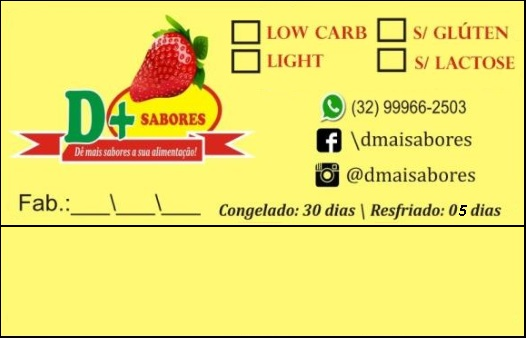 LOW CARB
S/ GLÚTEN
LIGHT
S/ LACTOSE
D+ SABORES
Dê mais sabores a sua alimentação!
(32) 99966-2503
\dmaisabores
@dmaisabores
Fab.:___\___\___
Congelado: 30 dias \ Resfriado: 05 dias